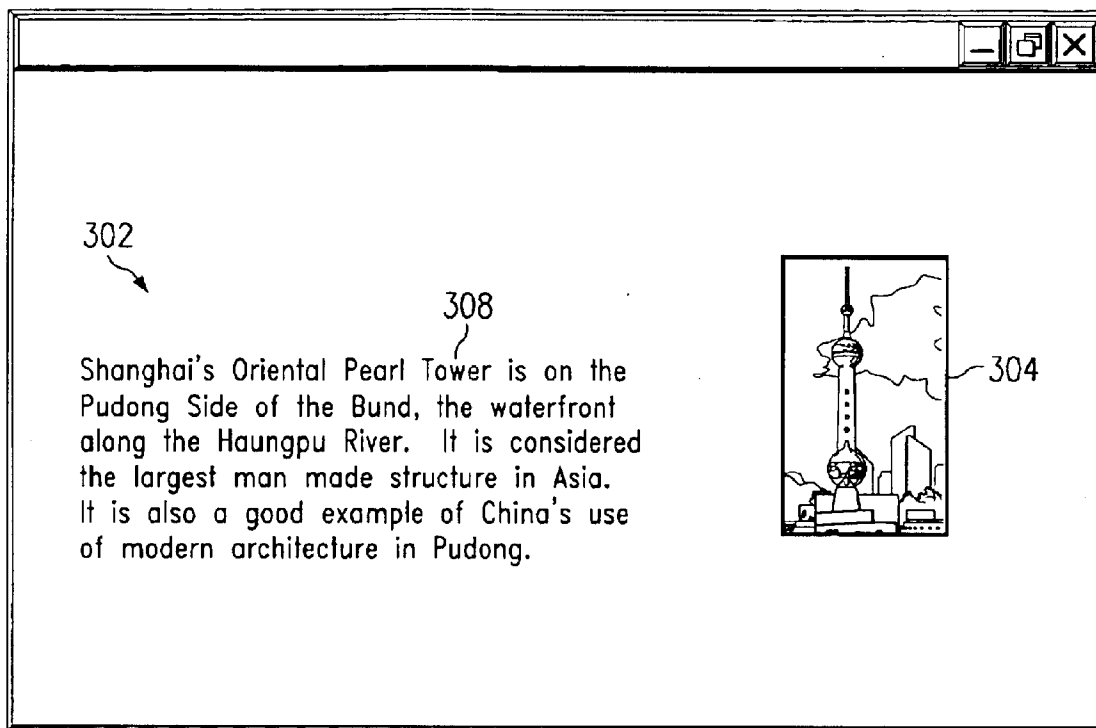 302
308
Shanghai's Oriental Pearl Tower is on the
Pudong Side of the Bund, the waterfront
along the Haungpu River. It is considered
the largest man made structure in Asia.
It is also a good example of China's use
of modern architecture in Pudong.
304